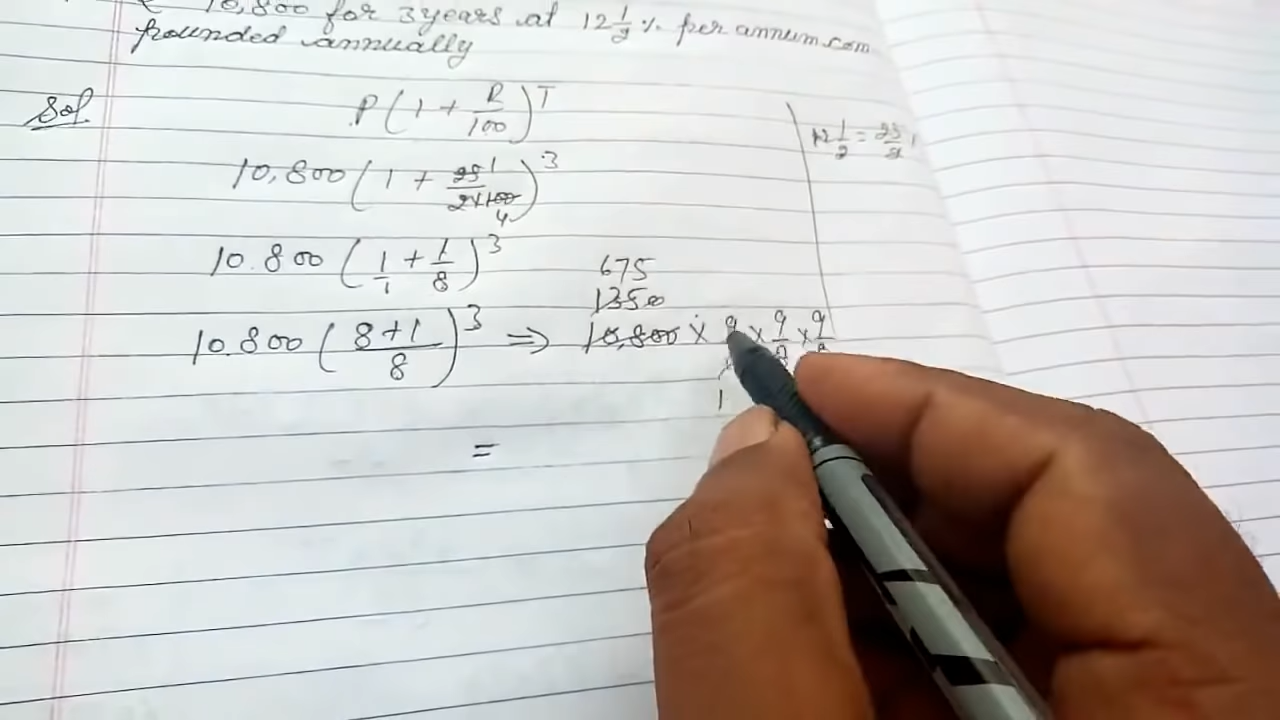 10,800 for 3 years at 12 1/2 % per annum com
pounded annually
Sol
P(1 + R/100)^T
12 1/2 = 25/2
10,800 (1 + 25 1/2×100 4)^3
10.800 (1/1 + 1/8)^3
675
1350
10.800 (8+1/8)^3 ⇒ 10,800 × 9 × 9/8 × 9/8
1
=